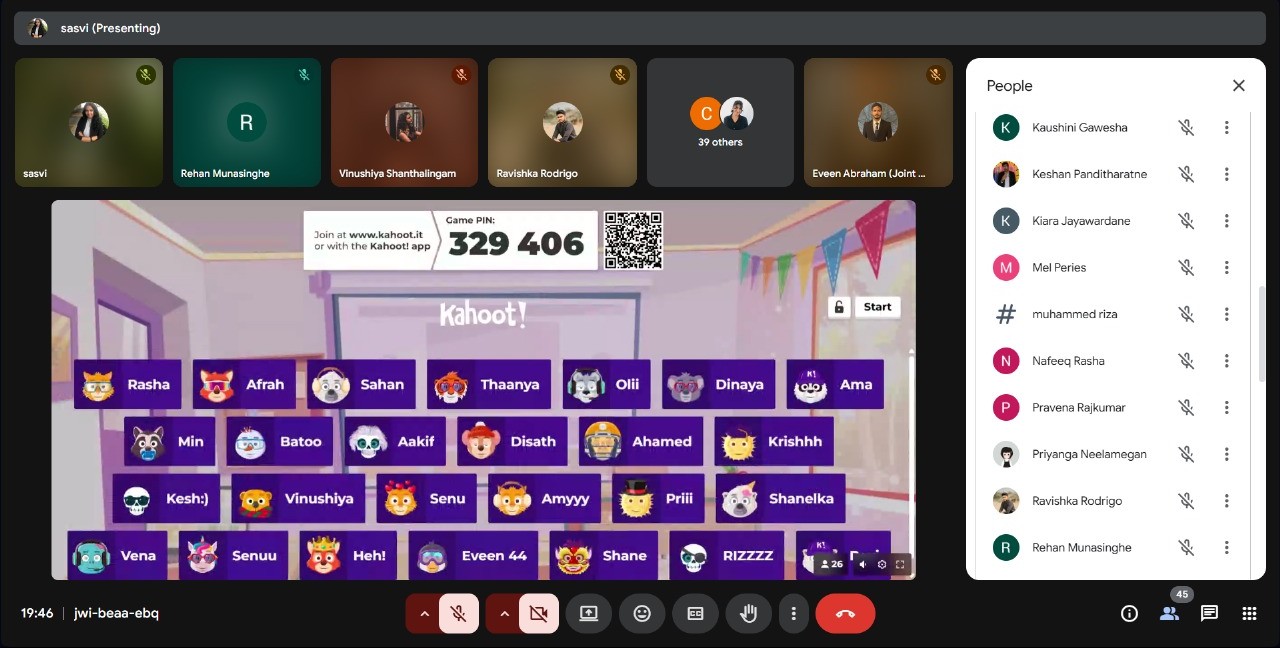 sasvi (Presenting)
sasvi
R
Rehan Munasinghe
Vinushiya Shanthalingam
Ravishka Rodrigo
C
39 others
Eveen Abraham (Joint ...
Join at www.kahoot.it
or with the Kahoot! app
Game PIN:
329 406
Kahoot!
Start
Rasha
Afrah
Sahan
Thaanya
Olii
Dinaya
Ama
Min
Batoo
Aakif
Disath
Ahamed
Krishhh
Kesh:)
Vinushiya
Senu
Amyyy
Priii
Shanelka
Vena
Senuu
Heh!
Eveen 44
Shane
RIZZZZ
26
People
K
Kaushini Gawesha
Keshan Panditharatne
K
Kiara Jayawardane
M
Mel Peries
#
muhammed riza
N
Nafeeq Rasha
P
Pravena Rajkumar
Priyanga Neelamegan
Ravishka Rodrigo
R
Rehan Munasinghe
19:46 | jwi-beaa-ebq
CC
45